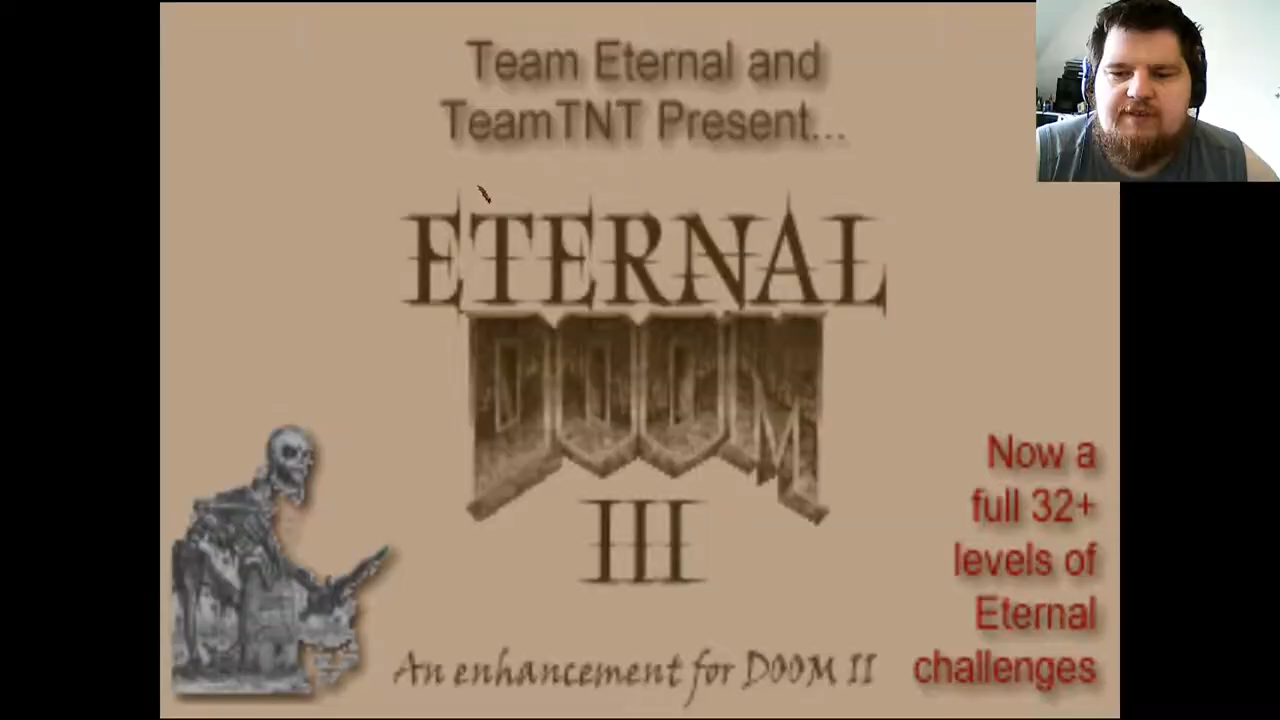 Team Eternal and
TeamTNT Present...
ETERNAL
DOOM
III
Now a
full 32+
levels of
Eternal
challenges
An enhancement for DOOM II